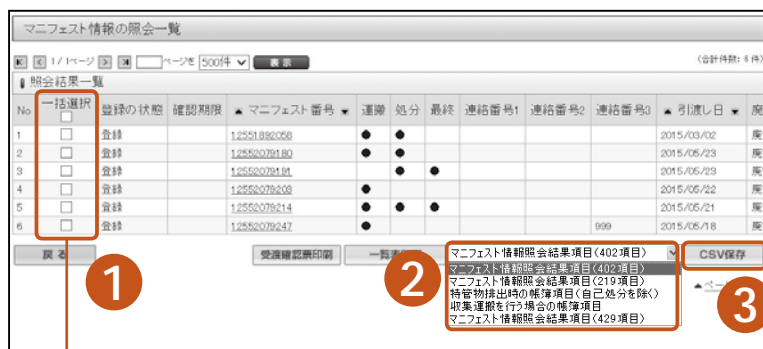 マニフェスト情報の照会一覧
1 / 1ページ ページを 500件 表示 (合計件数: 6 件)
照会結果一覧
No 一括選択 登録の状態 確認期限 ▲ マニフェスト番号 ▼ 運搬 処分 最終 連絡番号1 連絡番号2 連絡番号3 ▲ 引渡し日 ▼ 廃
1 登録 12551892058 ● ● 2015/03/02 廃
2 登録 12552079180 ● ● 2015/05/23 廃
3 登録 12552079191 ● ● 2015/05/23 廃
4 登録 12552079203 ● 2015/05/22 廃
5 登録 12552079214 ● ● ● 2015/05/21 廃
6 登録 12552079247 ● 999 2015/05/18 廃
戻る 受渡確認票印刷 一覧 マニフェスト情報照会結果項目(402項目) CSV保存
マニフェスト情報照会結果項目(402項目)
マニフェスト情報照会結果項目(219項目)
特管物排出時の帳簿項目(自己処分を除く)
収集運搬を行う場合の帳簿項目
マニフェスト情報照会結果項目(429項目)
▲ペー
1
2
3